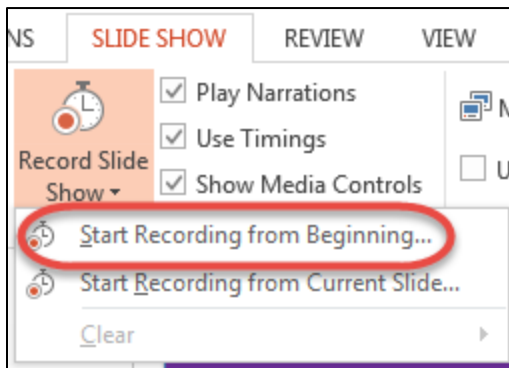 NS SLIDE SHOW REVIEW VIEW
Play Narrations
Use Timings
Show Media Controls
Record Slide
Show
M
U
Start Recording from Beginning...
Start Recording from Current Slide...
Clear